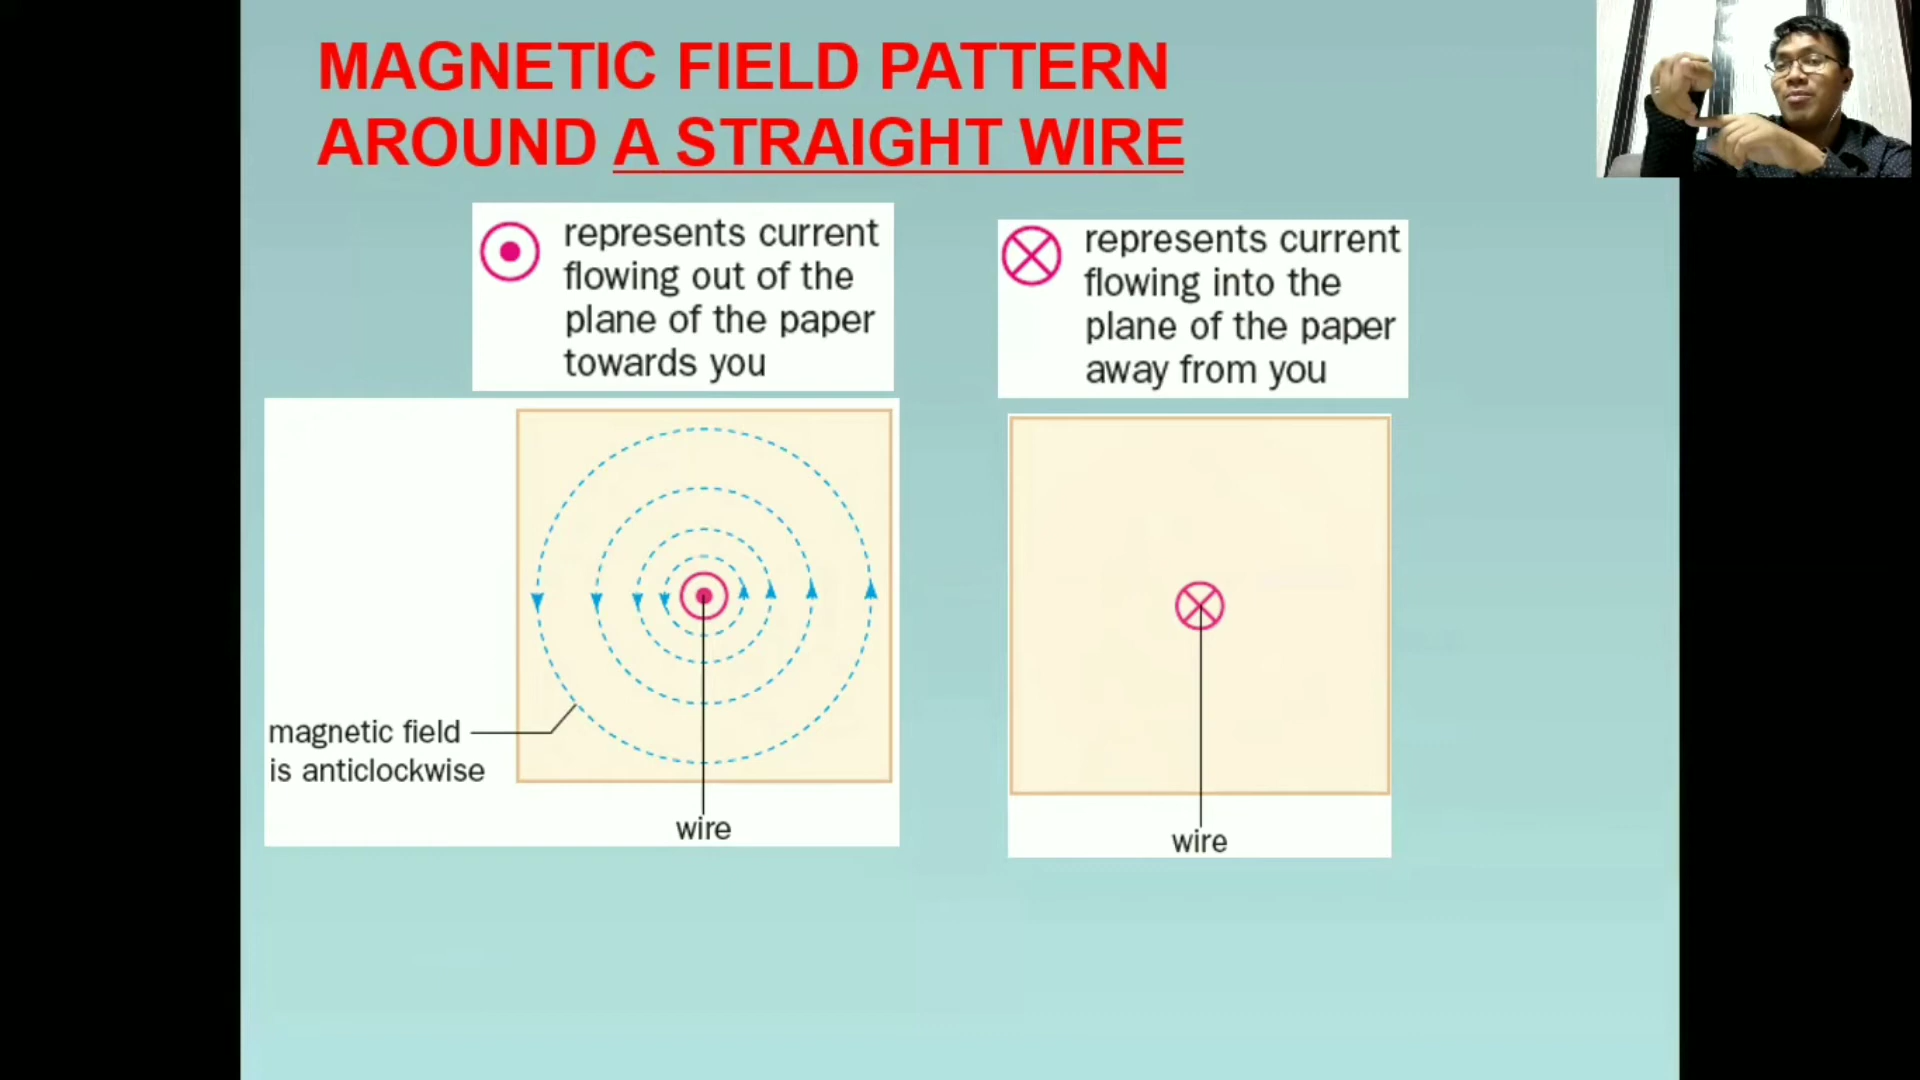 MAGNETIC FIELD PATTERN
AROUND A STRAIGHT WIRE
represents current
flowing out of the
plane of the paper
towards you
represents current
flowing into the
plane of the paper
away from you
magnetic field
is anticlockwise
wire
wire